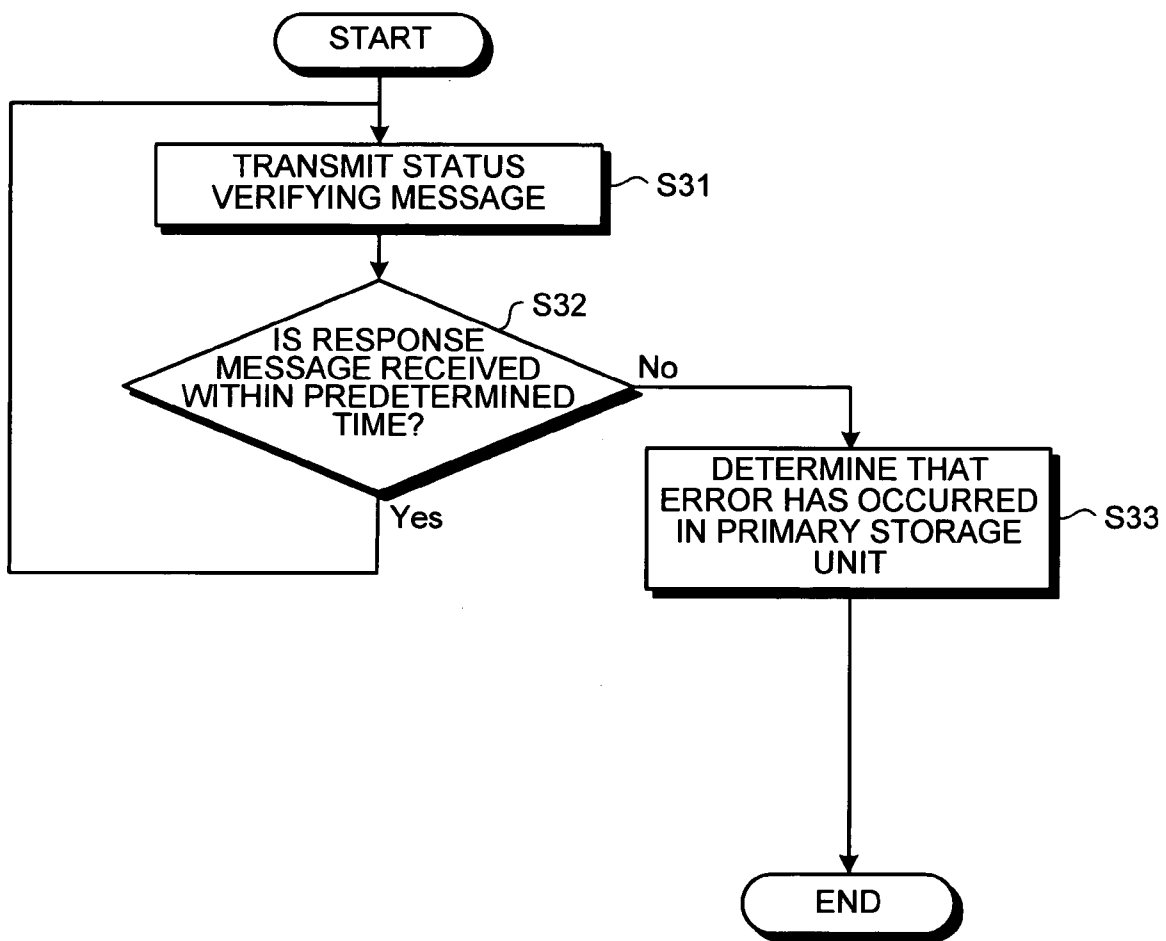 START
TRANSMIT STATUS
VERIFYING MESSAGE
S31
S32
IS RESPONSE
MESSAGE RECEIVED
WITHIN PREDETERMINED
TIME?
No
Yes
DETERMINE THAT
ERROR HAS OCCURRED
IN PRIMARY STORAGE
UNIT
S33
END